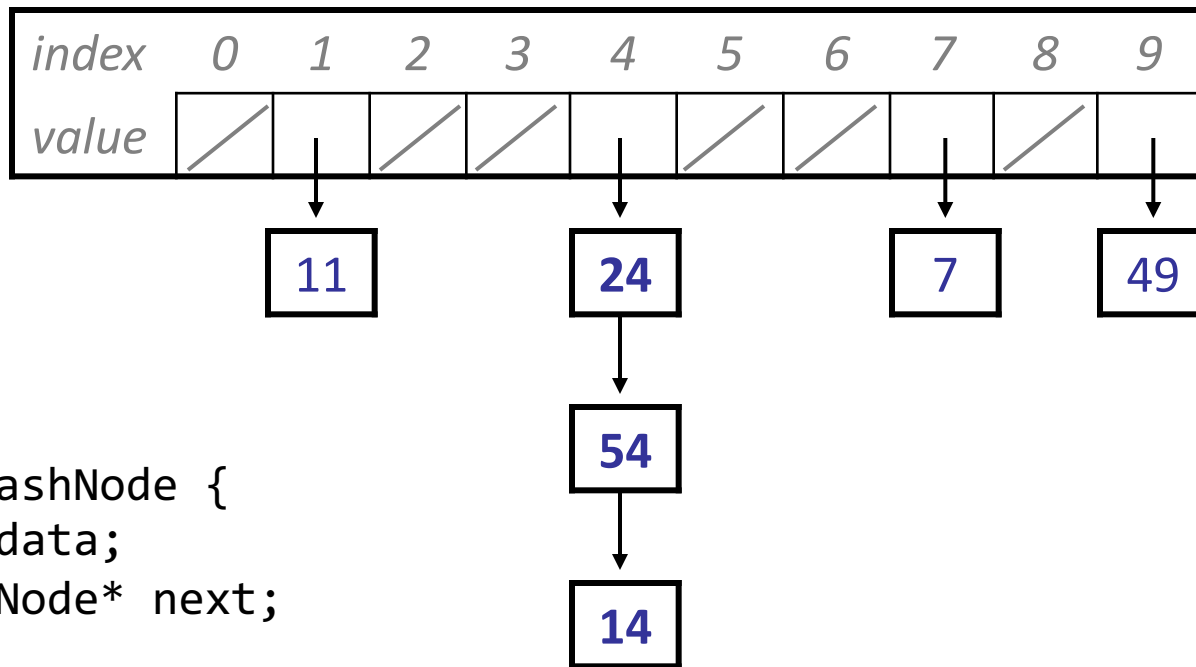 index 0 1 2 3 4 5 6 7 8 9
value
11 24 7 49
54
ashNode {
data;
Node* next;
14